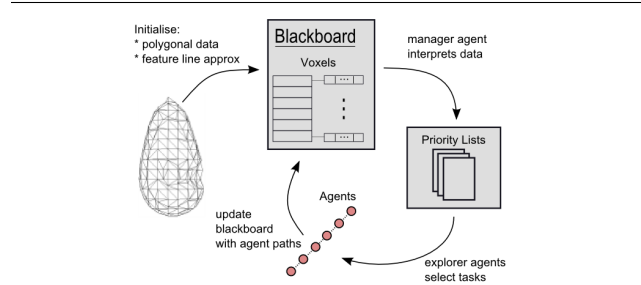 Initialise:
* polygonal data
* feature line approx
Blackboard
Voxels
manager agent
interprets data
Priority Lists
Agents
update
blackboard
with agent paths
explorer agents
select tasks